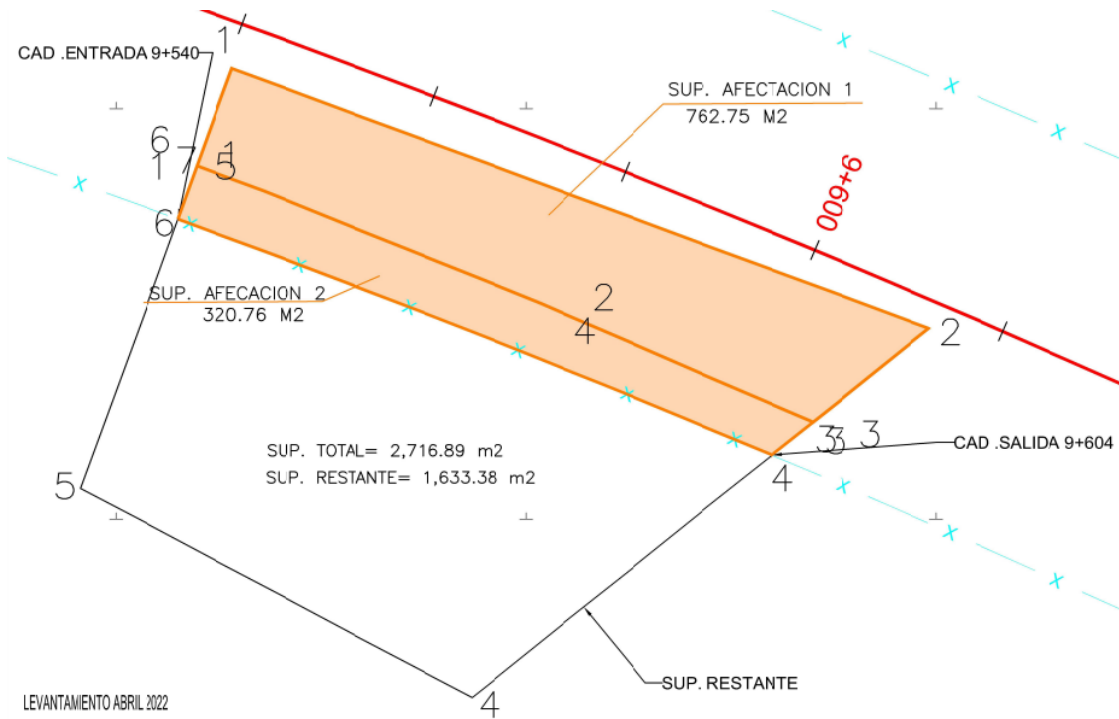 1
CAD .ENTRADA 9+540
SUP. AFECTACION 1
762.75 M2
6
1
1
5
9+600
6
SUP. AFECACION 2
320.76 M2
2
4
2
3
3
3
CAD .SALIDA 9+604
SUP. TOTAL= 2,716.89 m2
SUP. RESTANTE= 1,633.38 m2
4
5
SUP. RESTANTE
LEVANTAMIENTO ABRIL 2022
4